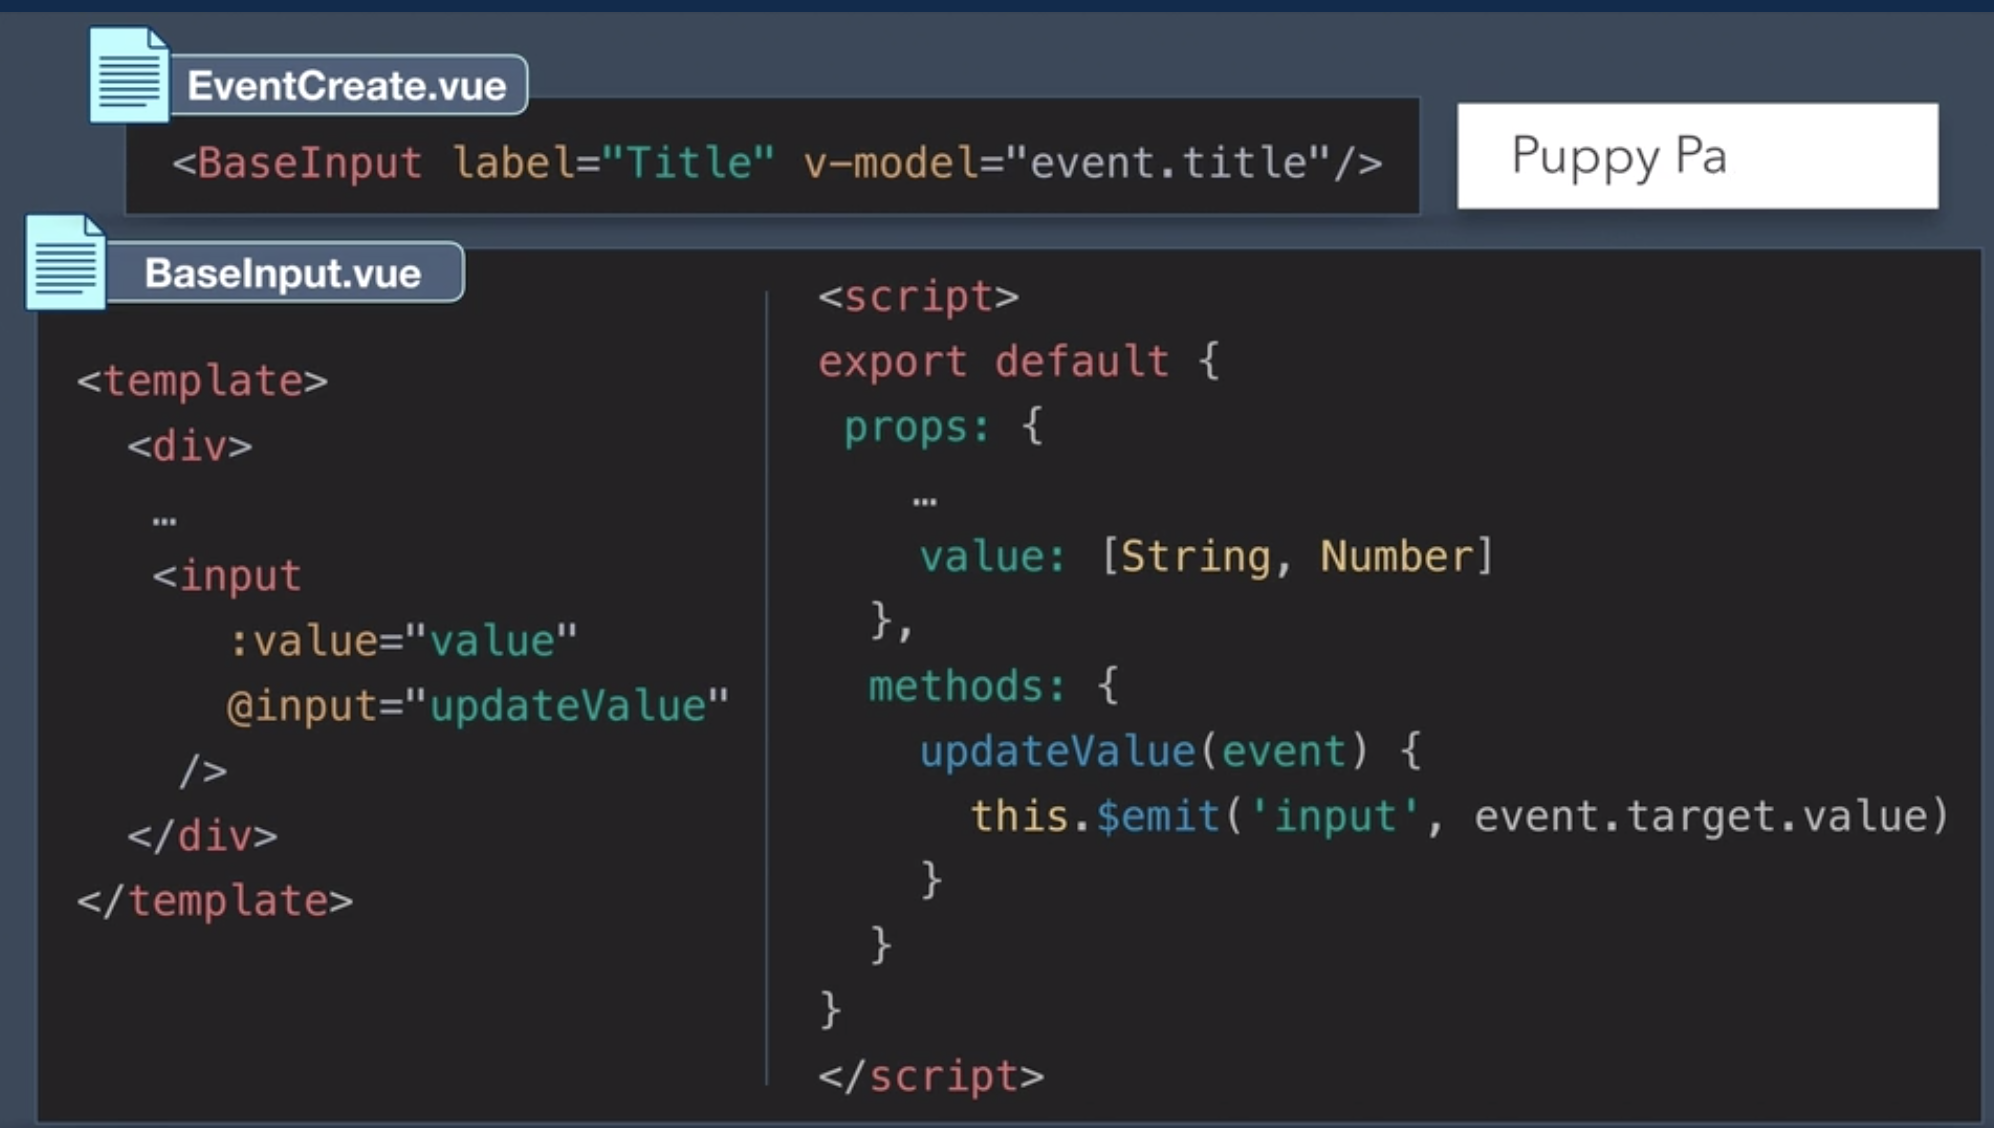 EventCreate.vue
<BaseInput label="Title" v-model="event.title"/>
Puppy Pa
BaseInput.vue
<template>
<div>
…
<input
:value="value"
@input="updateValue"
/>
</div>
</template>
<script>
export default {
props: {
…
value: [String, Number]
},
methods: {
updateValue(event) {
this.$emit('input', event.target.value)
}
}
}
</script>